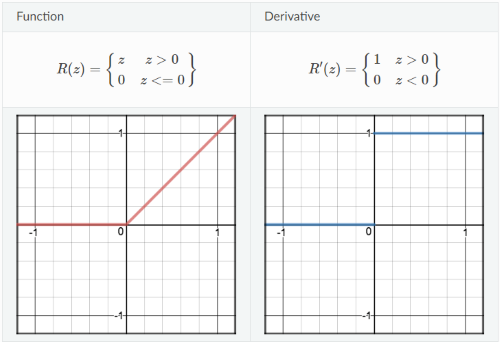 Function
Derivative
R(z) = { z z > 0
0 z <= 0 }
R′(z) = { 1 z > 0
0 z < 0 }
1
-1 0 1
-1
1
-1 0 1
-1